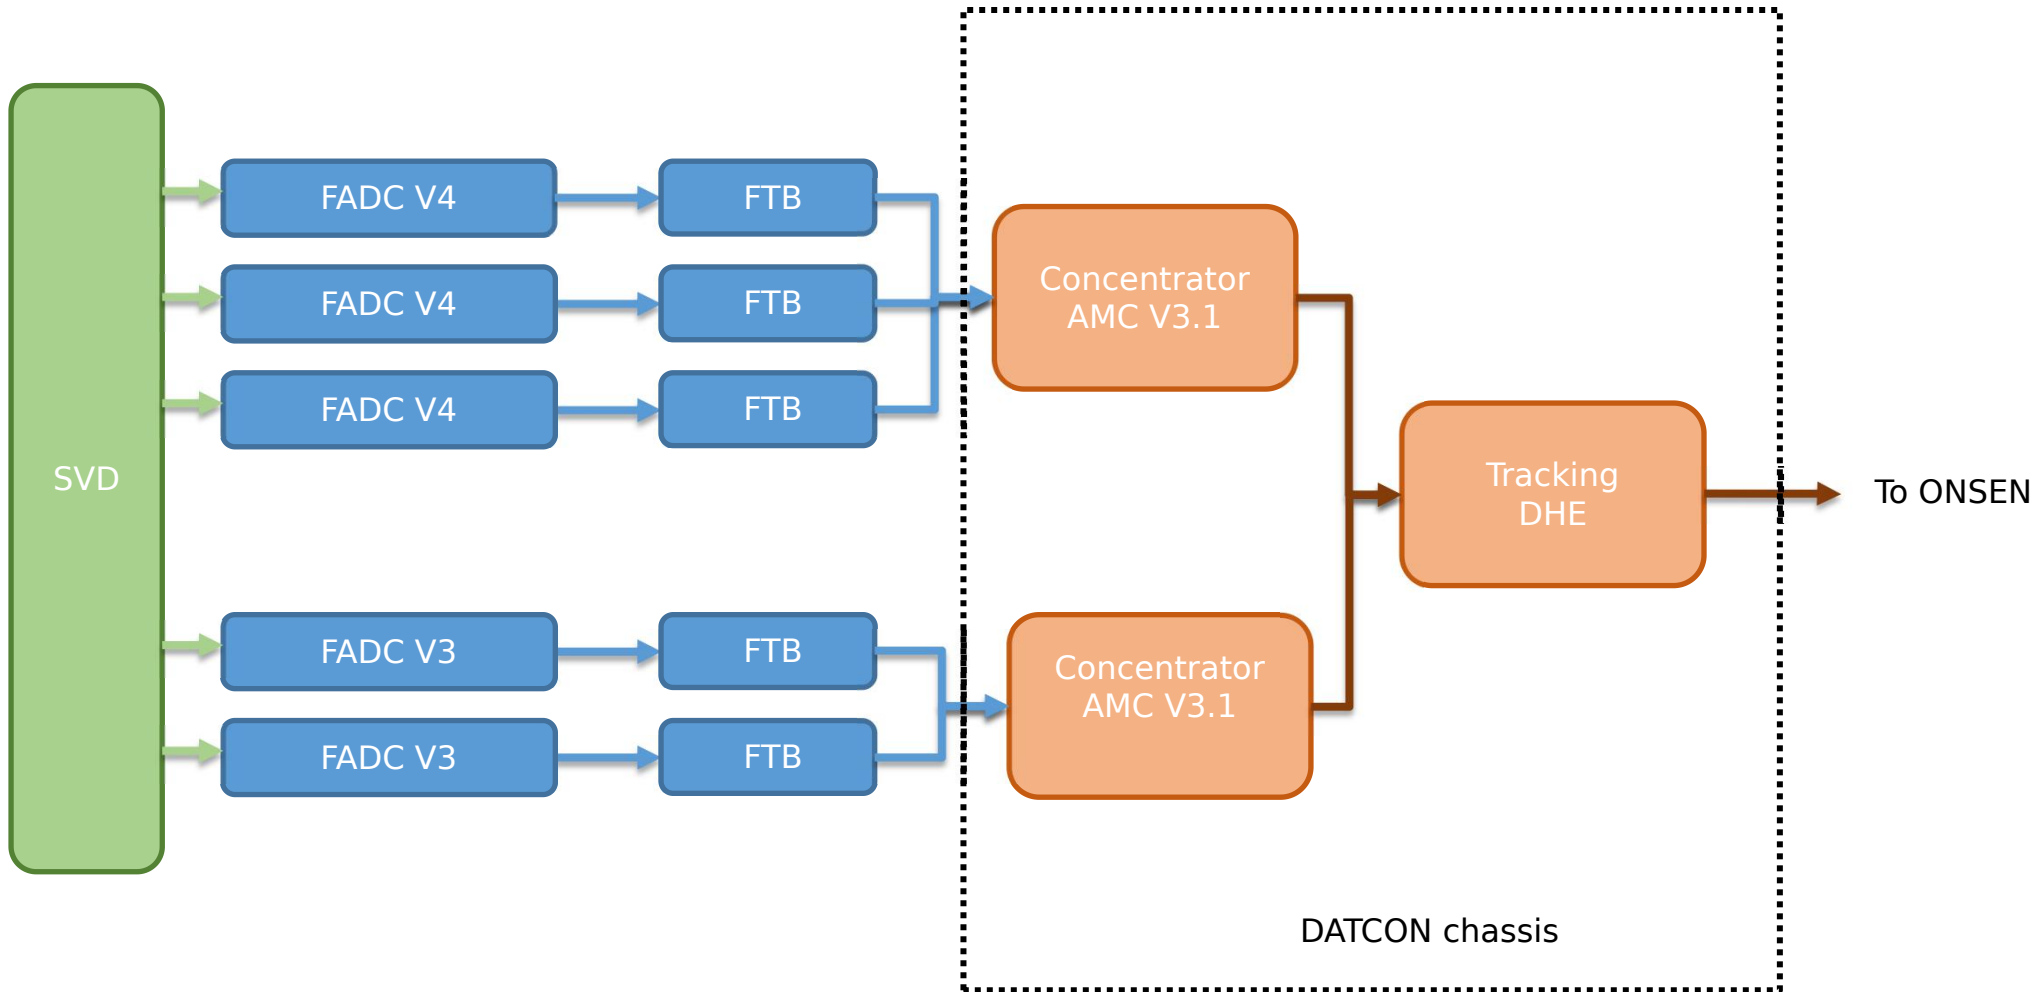 SVD
FADC V4
FTB
FADC V4
FTB
FADC V4
FTB
FADC V3
FTB
FADC V3
FTB
Concentrator
AMC V3.1
Concentrator
AMC V3.1
Tracking
DHE
To ONSEN
DATCON chassis